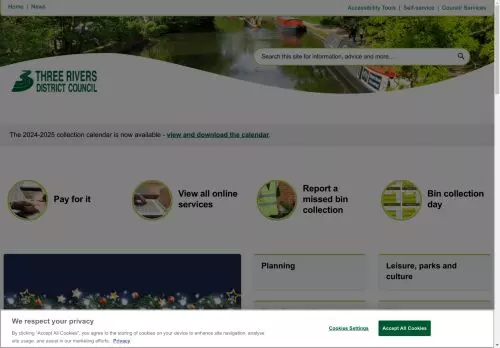 Home | News
Accessibility Tools | Self-service | Council Services
Search this site for information, advice and more...
THREE RIVERS
DISTRICT COUNCIL
The 2024-2025 collection calendar is now available - view and download the calendar.
Pay for it
View all online
services
Report a
missed bin
collection
Bin collection
day
Planning
Leisure, parks and
culture
We respect your privacy
By clicking "Accept All Cookies", you agree to the storing of cookies on your device to enhance site navigation, analyse
site usage, and assist in our marketing efforts. Privacy
Cookies Settings
Accept All Cookies